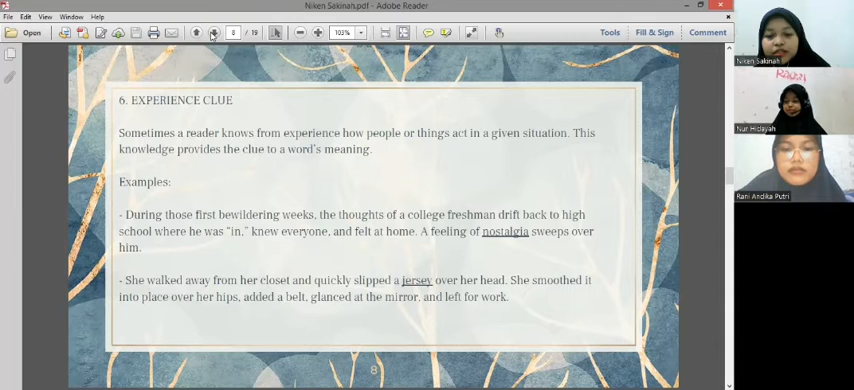 Niken Sakinah.pdf - Adobe Reader
File Edit View Window Help
Open
8 / 19
103%
Tools Fill & Sign Comment
6. EXPERIENCE CLUE
Sometimes a reader knows from experience how people or things act in a given situation. This
knowledge provides the clue to a word's meaning.
Examples:
- During those first bewildering weeks, the thoughts of a college freshman drift back to high
school where he was "in," knew everyone, and felt at home. A feeling of nostalgia sweeps over
him.
- She walked away from her closet and quickly slipped a jersey over her head. She smoothed it
into place over her hips, added a belt, glanced at the mirror, and left for work.
8
Niken Sakinah
Nur Hidayah
Rani Andika Putri